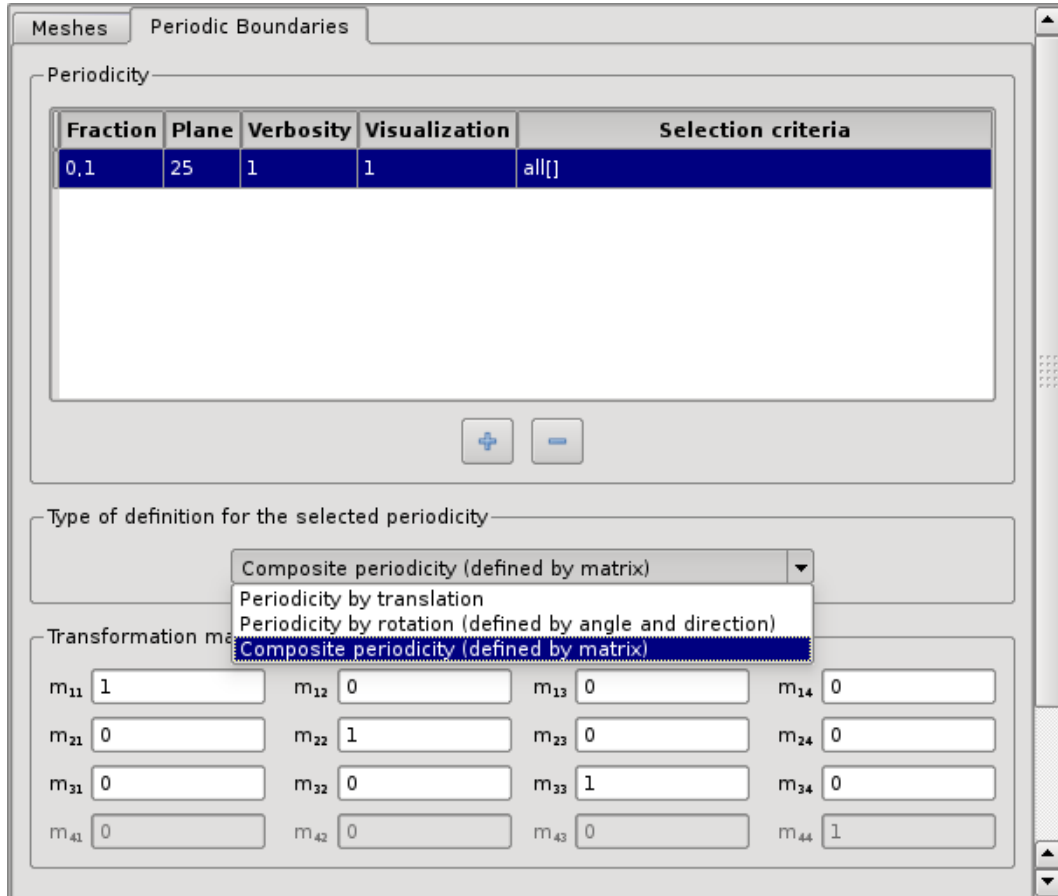 Meshes Periodic Boundaries
Periodicity
Fraction Plane Verbosity Visualization Selection criteria
0,1 25 1 1 all[]
Type of definition for the selected periodicity
Composite periodicity (defined by matrix)
Periodicity by translation
Periodicity by rotation (defined by angle and direction)
Composite periodicity (defined by matrix)
Transformation
m₁₁ 1 m₁₂ 0 m₁₃ 0 m₁₄ 0
m₂₁ 0 m₂₂ 1 m₂₃ 0 m₂₄ 0
m₃₁ 0 m₃₂ 0 m₃₃ 1 m₃₄ 0
m₄₁ 0 m₄₂ 0 m₄₃ 0 m₄₄ 1